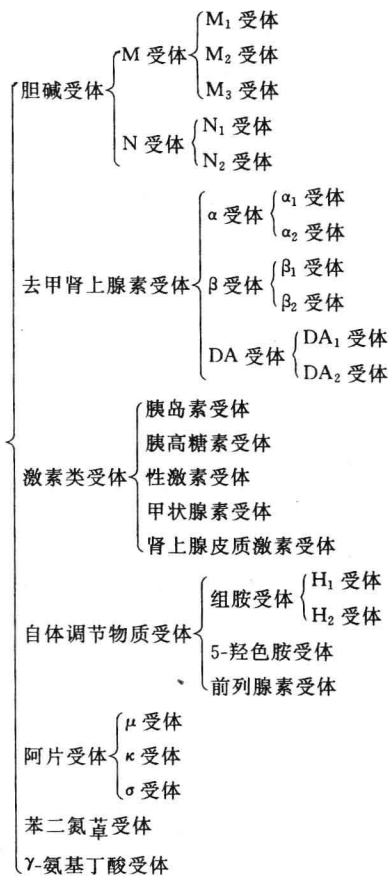 M₁ 受体
M 受体 M₂ 受体
胆碱受体 M₃ 受体
N 受体 N₁ 受体
N₂ 受体
α 受体 α₁ 受体
α₂ 受体
去甲肾上腺素受体 β 受体 β₁ 受体
β₂ 受体
DA 受体 DA₁ 受体
DA₂ 受体
胰岛素受体
胰高糖素受体
激素类受体 性激素受体
甲状腺素受体
肾上腺皮质激素受体
组胺受体 H₁ 受体
H₂ 受体
自体调节物质受体 5-羟色胺受体
前列腺素受体
μ 受体
阿片受体 κ 受体
σ 受体
苯二氮䓬受体
γ-氨基丁酸受体